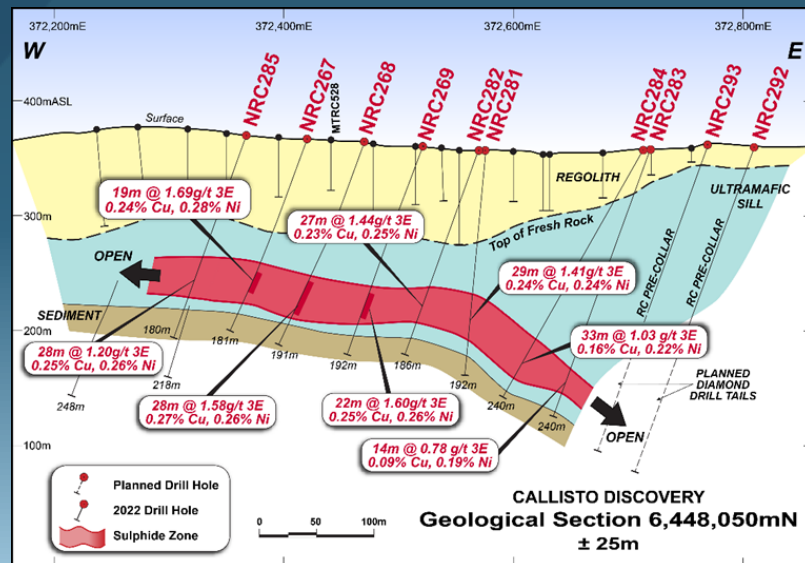 372,200mE
372,400mE
372,600mE
372,800mE
W
E
NRC285
NRC267
MTRC528
NRC268
NRC269
NRC282
NRC281
NRC284
NRC283
NRC293
NRC292
400mASL
Surface
REGOLITH
ULTRAMAFIC
SILL
19m @ 1.69g/t 3E
0.24% Cu, 0.28% Ni
27m @ 1.44g/t 3E
0.23% Cu, 0.25% Ni
300m
Top of Fresh Rock
OPEN
RC PRE-COLLAR
RC PRE-COLLAR
29m @ 1.41g/t 3E
0.24% Cu, 0.24% Ni
SEDIMENT
200m
180m
181m
191m
192m
186m
28m @ 1.20g/t 3E
0.25% Cu, 0.26% Ni
33m @ 1.03 g/t 3E
0.16% Cu, 0.22% Ni
218m
192m
248m
240m
240m
PLANNED
DIAMOND
DRILL TAILS
28m @ 1.58g/t 3E
0.27% Cu, 0.26% Ni
22m @ 1.60g/t 3E
0.25% Cu, 0.26% Ni
OPEN
14m @ 0.78 g/t 3E
0.09% Cu, 0.19% Ni
100m
Planned Drill Hole
2022 Drill Hole
Sulphide Zone
0
50
100m
CALLISTO DISCOVERY
Geological Section 6,448,050mN
± 25m